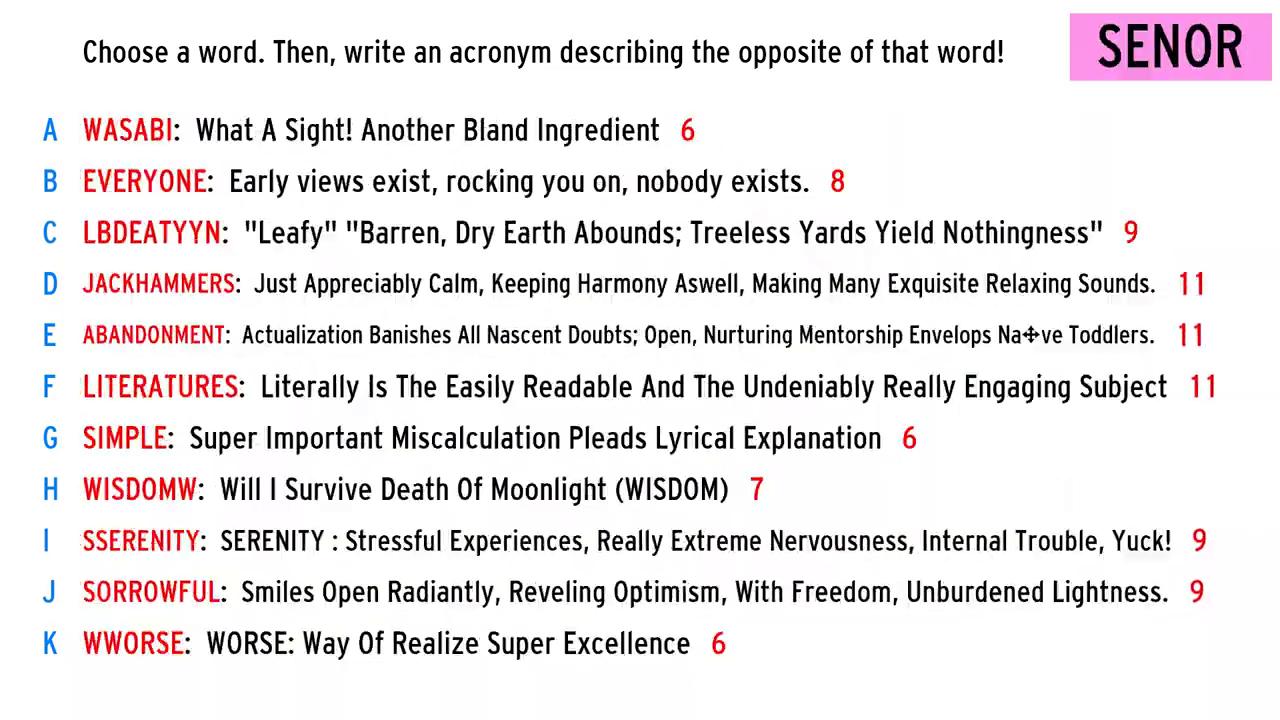 Choose a word. Then, write an acronym describing the opposite of that word!
SENOR
A WASABI: What A Sight! Another Bland Ingredient 6
B EVERYONE: Early views exist, rocking you on, nobody exists. 8
C LBDEATYYN: "Leafy" "Barren, Dry Earth Abounds; Treeless Yards Yield Nothingness" 9
D JACKHAMMERS: Just Appreciably Calm, Keeping Harmony Aswell, Making Many Exquisite Relaxing Sounds. 11
E ABANDONMENT: Actualization Banishes All Nascent Doubts; Open, Nurturing Mentorship Envelops Na✣ve Toddlers. 11
F LITERATURES: Literally Is The Easily Readable And The Undeniably Really Engaging Subject 11
G SIMPLE: Super Important Miscalculation Pleads Lyrical Explanation 6
H WISDOMW: Will I Survive Death Of Moonlight (WISDOM) 7
I SSERENITY: SERENITY : Stressful Experiences, Really Extreme Nervousness, Internal Trouble, Yuck! 9
J SORROWFUL: Smiles Open Radiantly, Reveling Optimism, With Freedom, Unburdened Lightness. 9
K WWORSE: WORSE: Way Of Realize Super Excellence 6